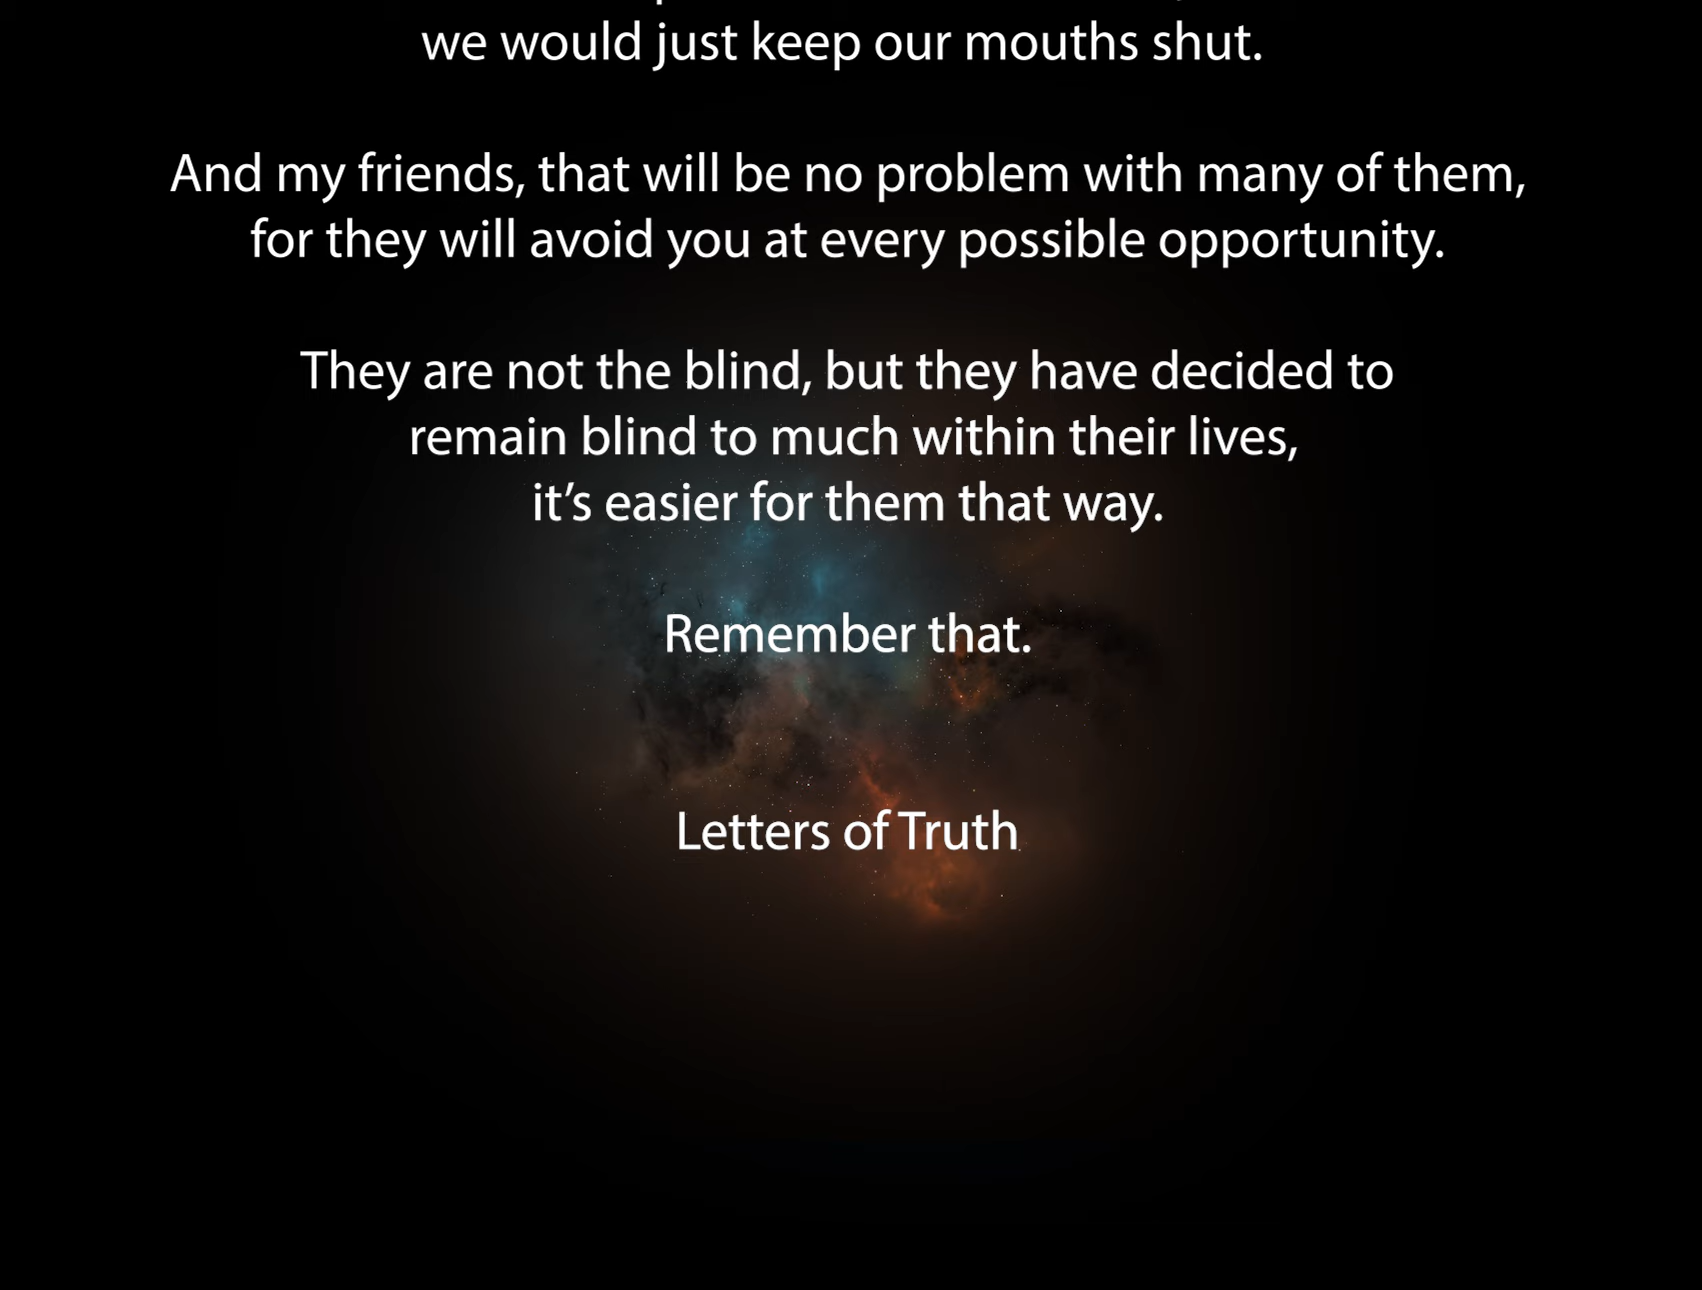 we would just keep our mouths shut.
And my friends, that will be no problem with many of them,
for they will avoid you at every possible opportunity.
They are not the blind, but they have decided to
remain blind to much within their lives,
it’s easier for them that way.
Remember that.
Letters of Truth